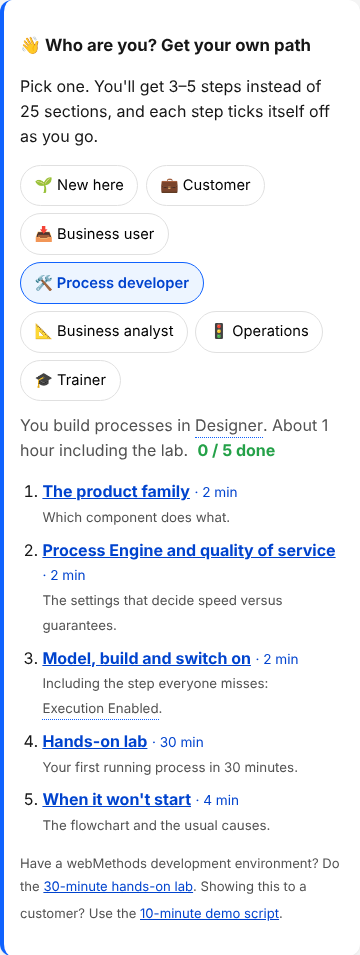 👋 Who are you? Get your own path
Pick one. You'll get 3–5 steps instead of
25 sections, and each step ticks itself off
as you go.
🌱 New here
💼 Customer
📥 Business user
🛠️ Process developer
📐 Business analyst
🚦 Operations
🎓 Trainer
You build processes in Designer. About 1
hour including the lab. 0 / 5 done
1. The product family · 2 min
Which component does what.
2. Process Engine and quality of service
· 2 min
The settings that decide speed versus
guarantees.
3. Model, build and switch on · 2 min
Including the step everyone misses:
Execution Enabled.
4. Hands-on lab · 30 min
Your first running process in 30 minutes.
5. When it won't start · 4 min
The flowchart and the usual causes.
Have a webMethods development environment? Do
the 30-minute hands-on lab. Showing this to a
customer? Use the 10-minute demo script.